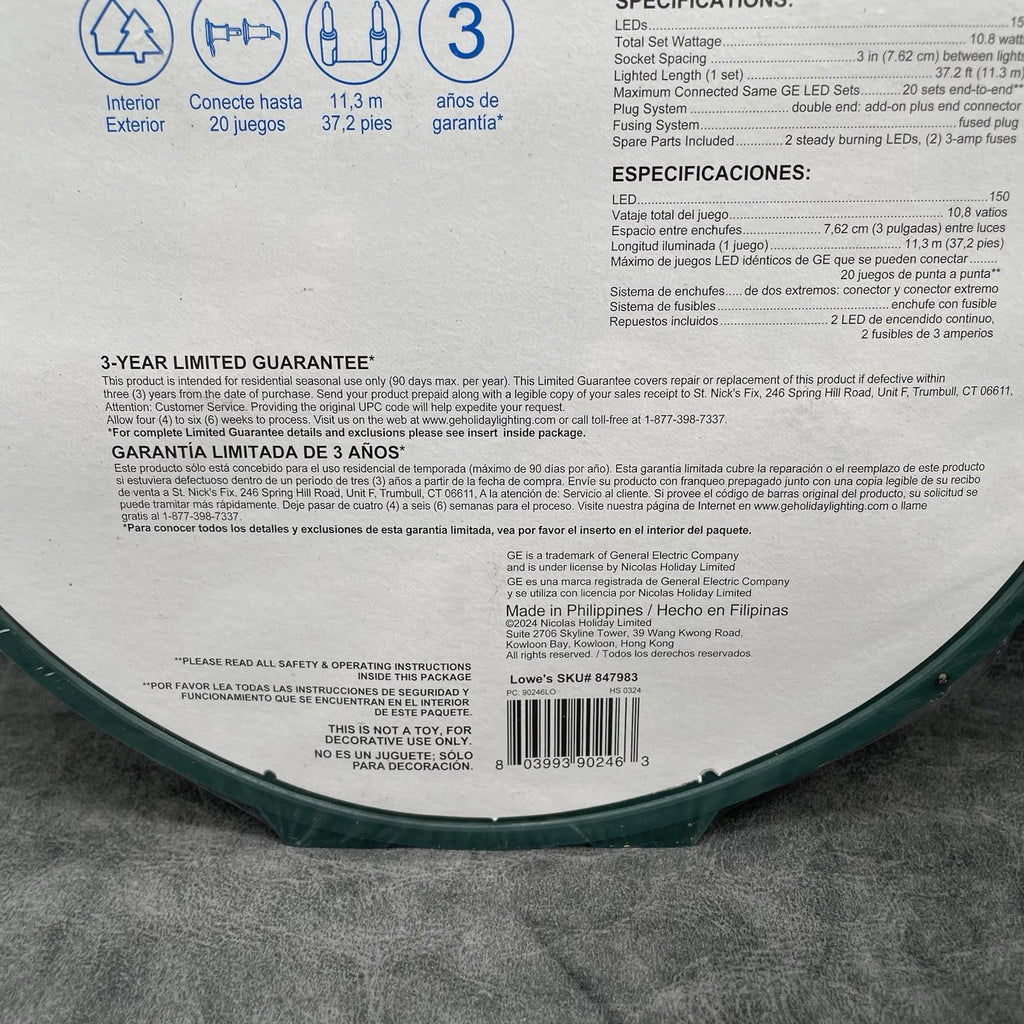 3
Interior
Exterior
Conecte hasta
20 juegos
11,3 m
37,2 pies
años de
garantía*
SPECIFICATIONS:
LEDs
Total Set Wattage 10.8 watt
Socket Spacing 3 in (7.62 cm) between lights
Lighted Length (1 set) 37.2 ft (11.3 m)
Maximum Connected Same GE LED Sets 20 sets end-to-end**
Plug System double end: add-on plus end connector
Fusing System fused plug
Spare Parts Included 2 steady burning LEDs, (2) 3-amp fuses
ESPECIFICACIONES:
LED 150
Vataje total del juego 10,8 vatios
Espacio entre enchufes 7,62 cm (3 pulgadas) entre luces
Longitud iluminada (1 juego) 11,3 m (37,2 pies)
Máximo de juegos LED idénticos de GE que se pueden conectar
20 juegos de punta a punta**
Sistema de enchufes de dos extremos: conector y conector extremo
Sistema de fusibles enchufe con fusible
Repuestos incluidos 2 LED de encendido continuo,
2 fusibles de 3 amperios
3-YEAR LIMITED GUARANTEE*
This product is intended for residential seasonal use only (90 days max. per year). This Limited Guarantee covers repair or replacement of this product if defective within
three (3) years from the date of purchase. Send your product prepaid along with a legible copy of your sales receipt to St. Nick's Fix, 246 Spring Hill Road, Unit F, Trumbull, CT 06611,
Attention: Customer Service. Providing the original UPC code will help expedite your request.
Allow four (4) to six (6) weeks to process. Visit us on the web at www.geholidaylighting.com or call toll-free at 1-877-398-7337.
*For complete Limited Guarantee details and exclusions please see insert inside package.
GARANTÍA LIMITADA DE 3 AÑOS*
Este producto sólo está concebido para el uso residencial de temporada (máximo de 90 días por año). Esta garantía limitada cubre la reparación o el reemplazo de este producto
si estuviera defectuoso dentro de un período de tres (3) años a partir de la fecha de compra. Envíe su producto con franqueo prepagado junto con una copia legible de su recibo
de venta a St. Nick's Fix, 246 Spring Hill Road, Unit F, Trumbull, CT 06611, A la atención de: Servicio al cliente. Si provee el código de barras original del producto, su solicitud se
puede tramitar más rápidamente. Deje pasar de cuatro (4) a seis (6) semanas para el proceso. Visite nuestra página de Internet en www.geholidaylighting.com o llame
gratis al 1-877-398-7337.
*Para conocer todos los detalles y exclusiones de esta garantía limitada, vea por favor el inserto en el interior del paquete.
GE is a trademark of General Electric Company
and is under license by Nicolas Holiday Limited
GE es una marca registrada de General Electric Company
y se utiliza con licencia por Nicolas Holiday Limited
Made in Philippines / Hecho en Filipinas
©2024 Nicolas Holiday Limited
Suite 2706 Skyline Tower, 39 Wang Kwong Road,
Kowloon Bay, Kowloon, Hong Kong
All rights reserved. / Todos los derechos reservados.
**PLEASE READ ALL SAFETY & OPERATING INSTRUCTIONS
INSIDE THIS PACKAGE
**POR FAVOR LEA TODAS LAS INSTRUCCIONES DE SEGURIDAD Y
FUNCIONAMIENTO QUE SE ENCUENTRAN EN EL INTERIOR
DE ESTE PAQUETE.
THIS IS NOT A TOY, FOR
DECORATIVE USE ONLY.
NO ES UN JUGUETE; SÓLO
PARA DECORACIÓN.
Lowe's SKU# 847983
PC: 90246LO HS 0324
8 03993 90246 3